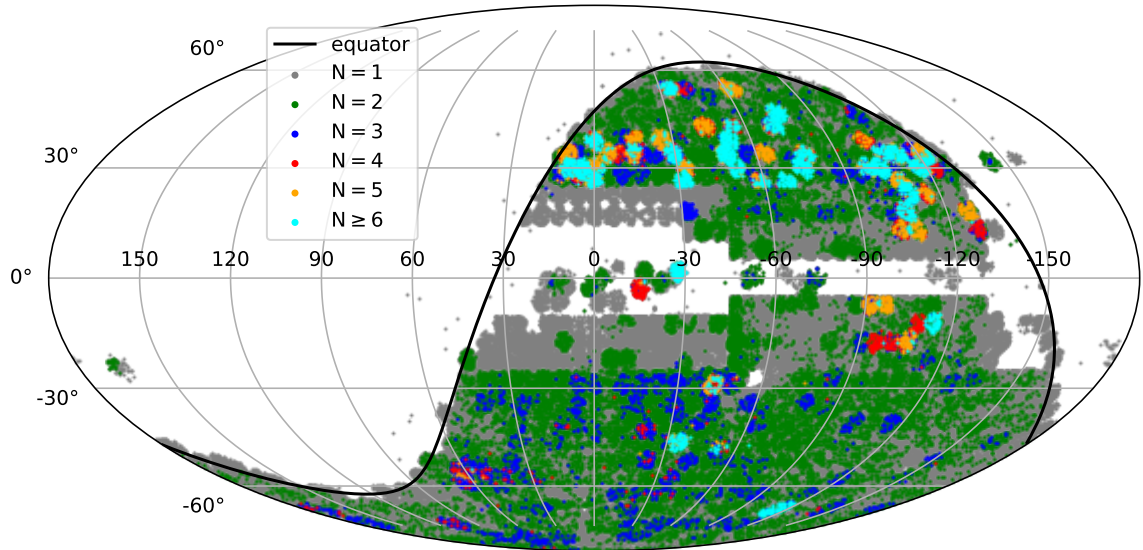 60°
equator
N = 1
N = 2
N = 3
N = 4
N = 5
N ≥ 6
30°
150 120 90 60 30 0 -30 -60 -90 -120 -150
0°
-30°
-60°